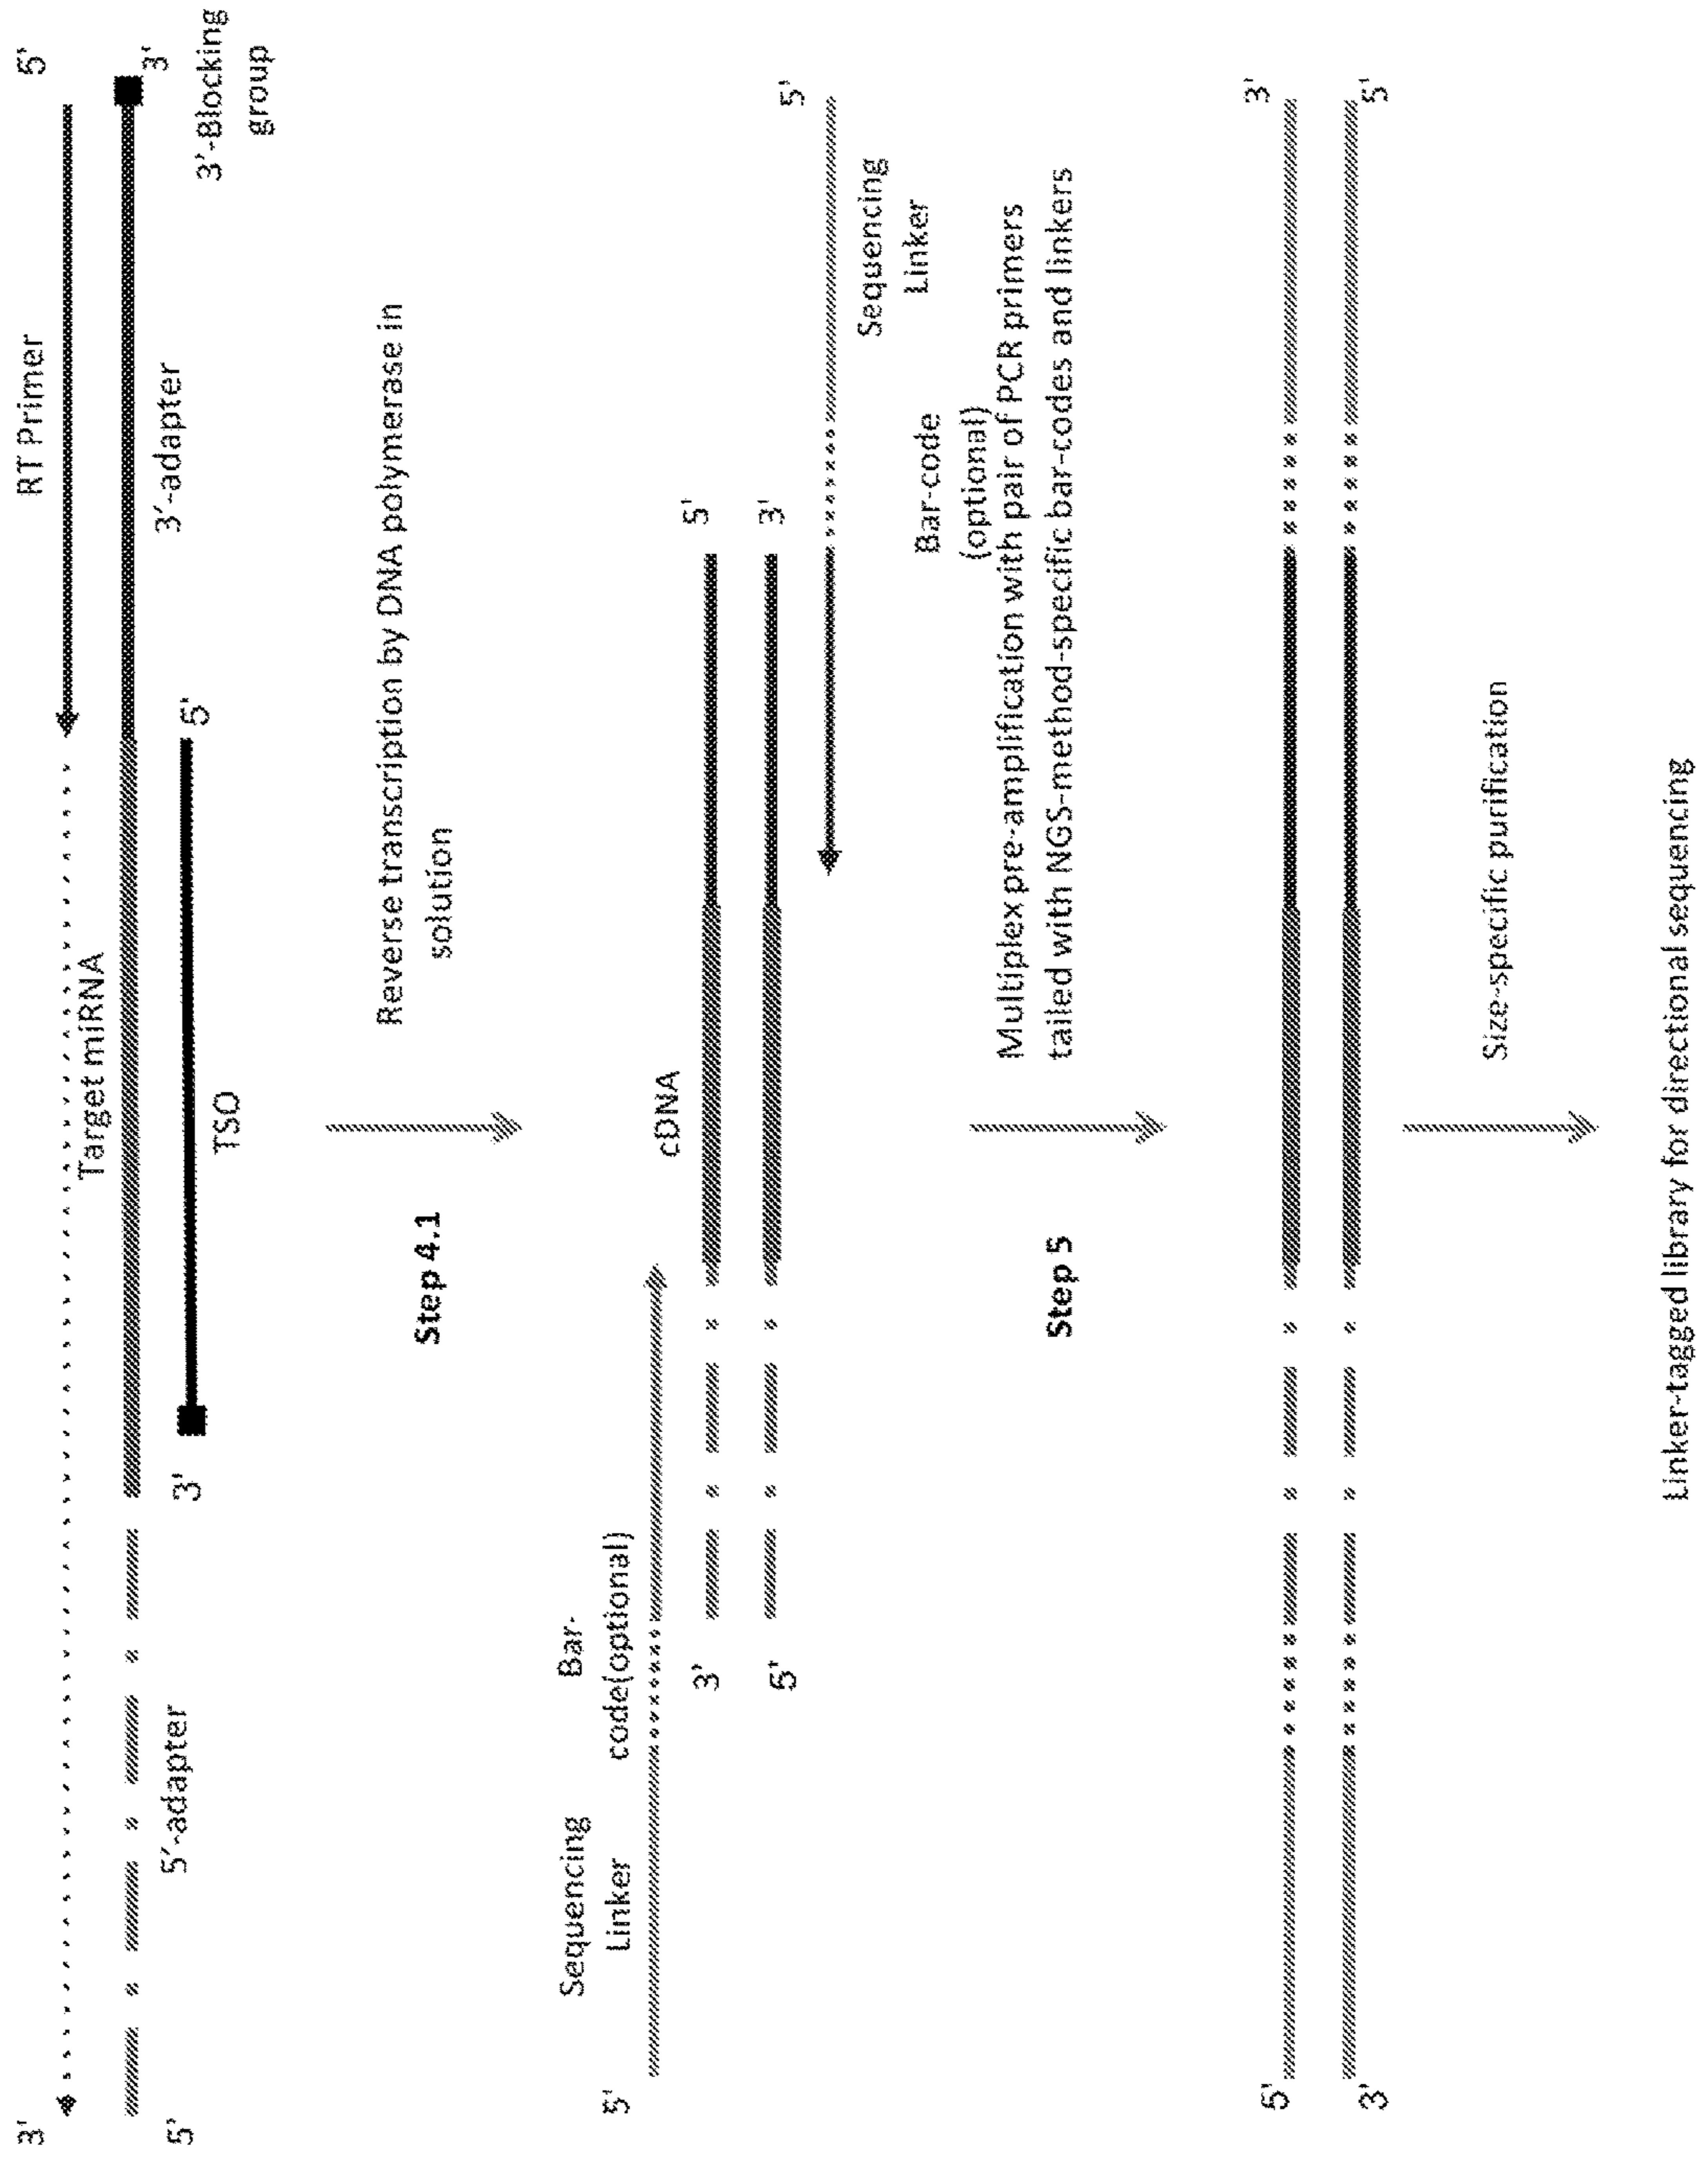 3' 5'
RT Primer
Target miRNA
5' 3'
5′-adapter
3′-adapter
3'-Blocking
group
3' 5'
TSO
Step 4.1
Reverse transcription by DNA polymerase in
solution
Sequencing
Linker
Bar-
code(optional)
5'
cDNA
3' 5'
5' 3'
5'
Sequencing
Linker
Bar-code
(optional)
Step 5
Multiplex pre-amplification with pair of PCR primers
tailed with NGS-method-specific bar-codes and linkers
5' 3'
3' 5'
Size-specific purification
Linker-tagged library for directional sequencing